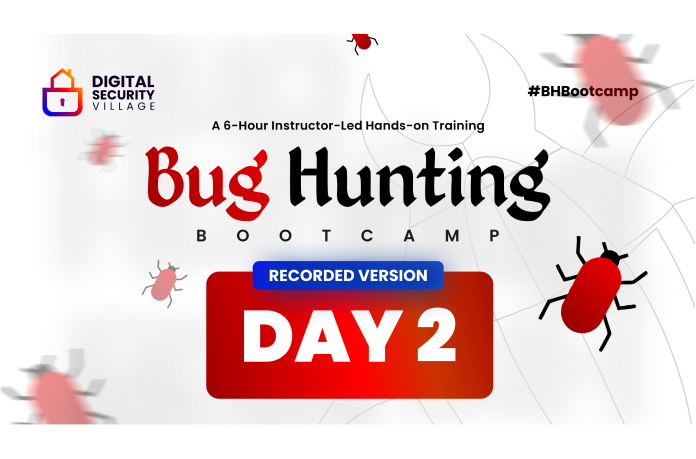 DIGITAL
SECURITY
VILLAGE
#BHBootcamp
A 6-Hour Instructor-Led Hands-on Training
Bug Hunting
BOOTCAMP
RECORDED VERSION
DAY 2